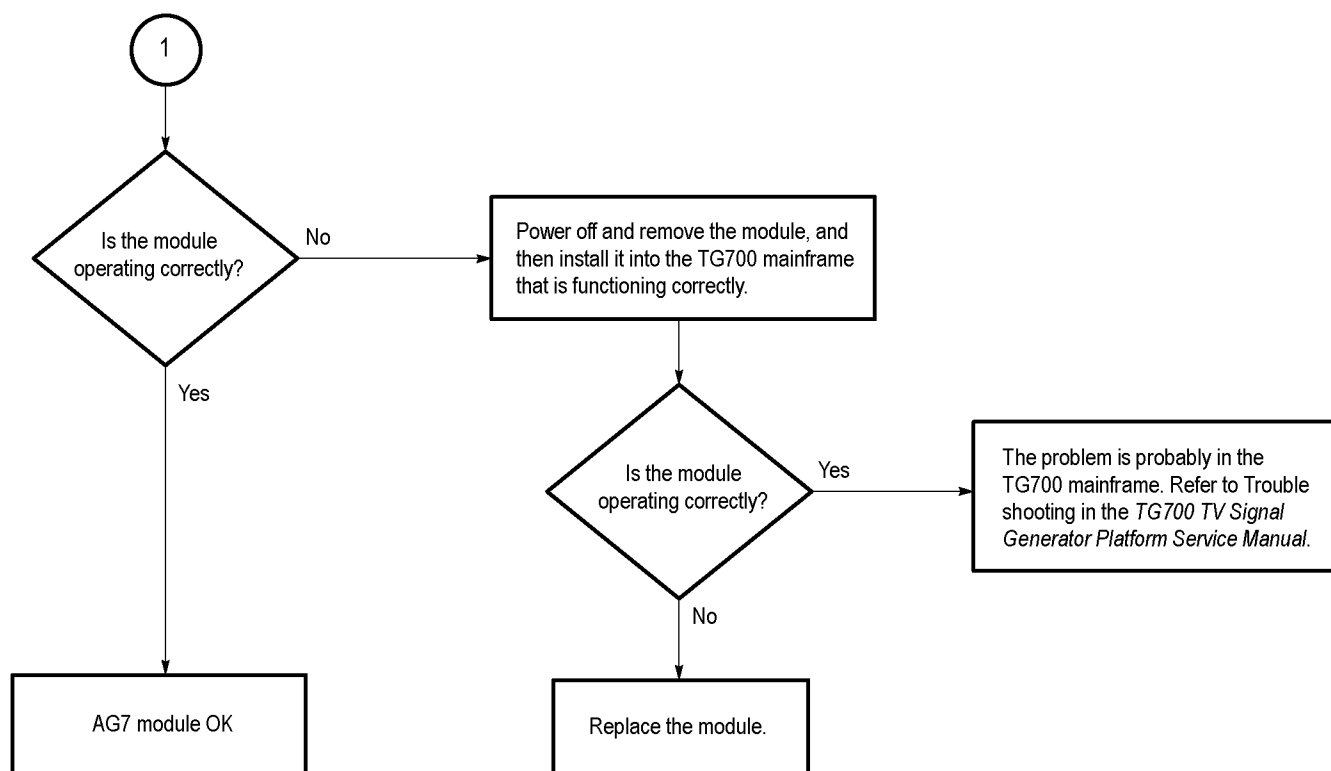 1
Is the module
operating correctly?
No
Power off and remove the module, and
then install it into the TG700 mainframe
that is functioning correctly.
Yes
Is the module
operating correctly?
Yes
The problem is probably in the
TG700 mainframe. Refer to Trouble
shooting in the TG700 TV Signal
Generator Platform Service Manual.
No
AG7 module OK
Replace the module.